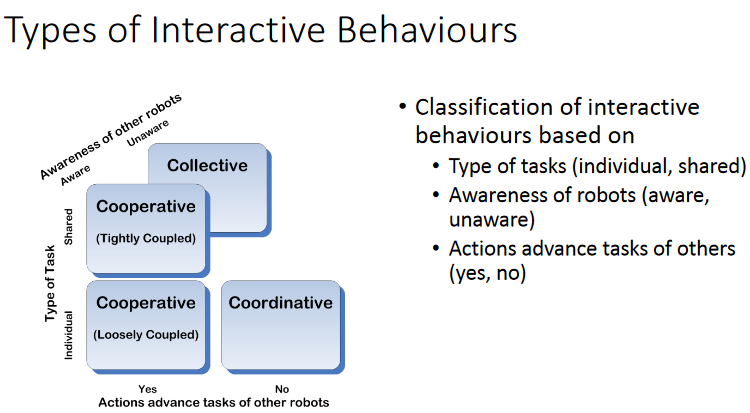 Types of Interactive Behaviours
Awareness of other robots
Unaware
Aware
Collective
Cooperative
(Tightly Coupled)
Shared
Type of Task
Cooperative
(Loosely Coupled)
Coordinative
Individual
Yes
No
Actions advance tasks of other robots
• Classification of interactive
behaviours based on
• Type of tasks (individual, shared)
• Awareness of robots (aware,
unaware)
• Actions advance tasks of others
(yes, no)